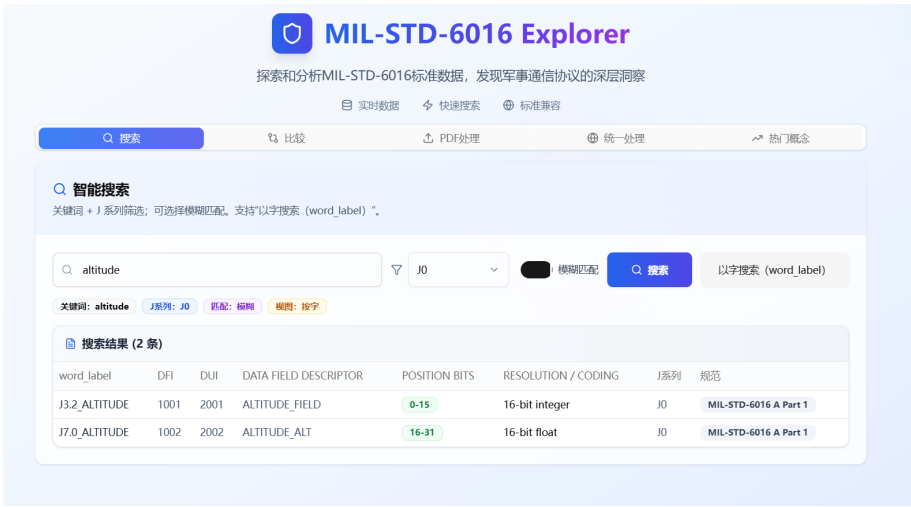 MIL-STD-6016 Explorer
探索和分析MIL-STD-6016标准数据，发现军事通信协议的深层洞察
实时数据 快速搜索 标准兼容
搜索 比较 PDF处理 统一处理 热门概念
智能搜索
关键词 + J 系列筛选；可选择模糊匹配。支持“以字搜索（word_label）”。
altitude J0 模糊匹配 搜索 以字搜索（word_label）
关键词：altitude J系列：J0 匹配：模糊 视图：按字
搜索结果 (2 条)
word_label DFI DUI DATA FIELD DESCRIPTOR POSITION BITS RESOLUTION / CODING J系列 规范
J3.2_ALTITUDE 1001 2001 ALTITUDE_FIELD 0-15 16-bit integer J0 MIL-STD-6016 A Part 1
J7.0_ALTITUDE 1002 2002 ALTITUDE_ALT 16-31 16-bit float J0 MIL-STD-6016 A Part 1